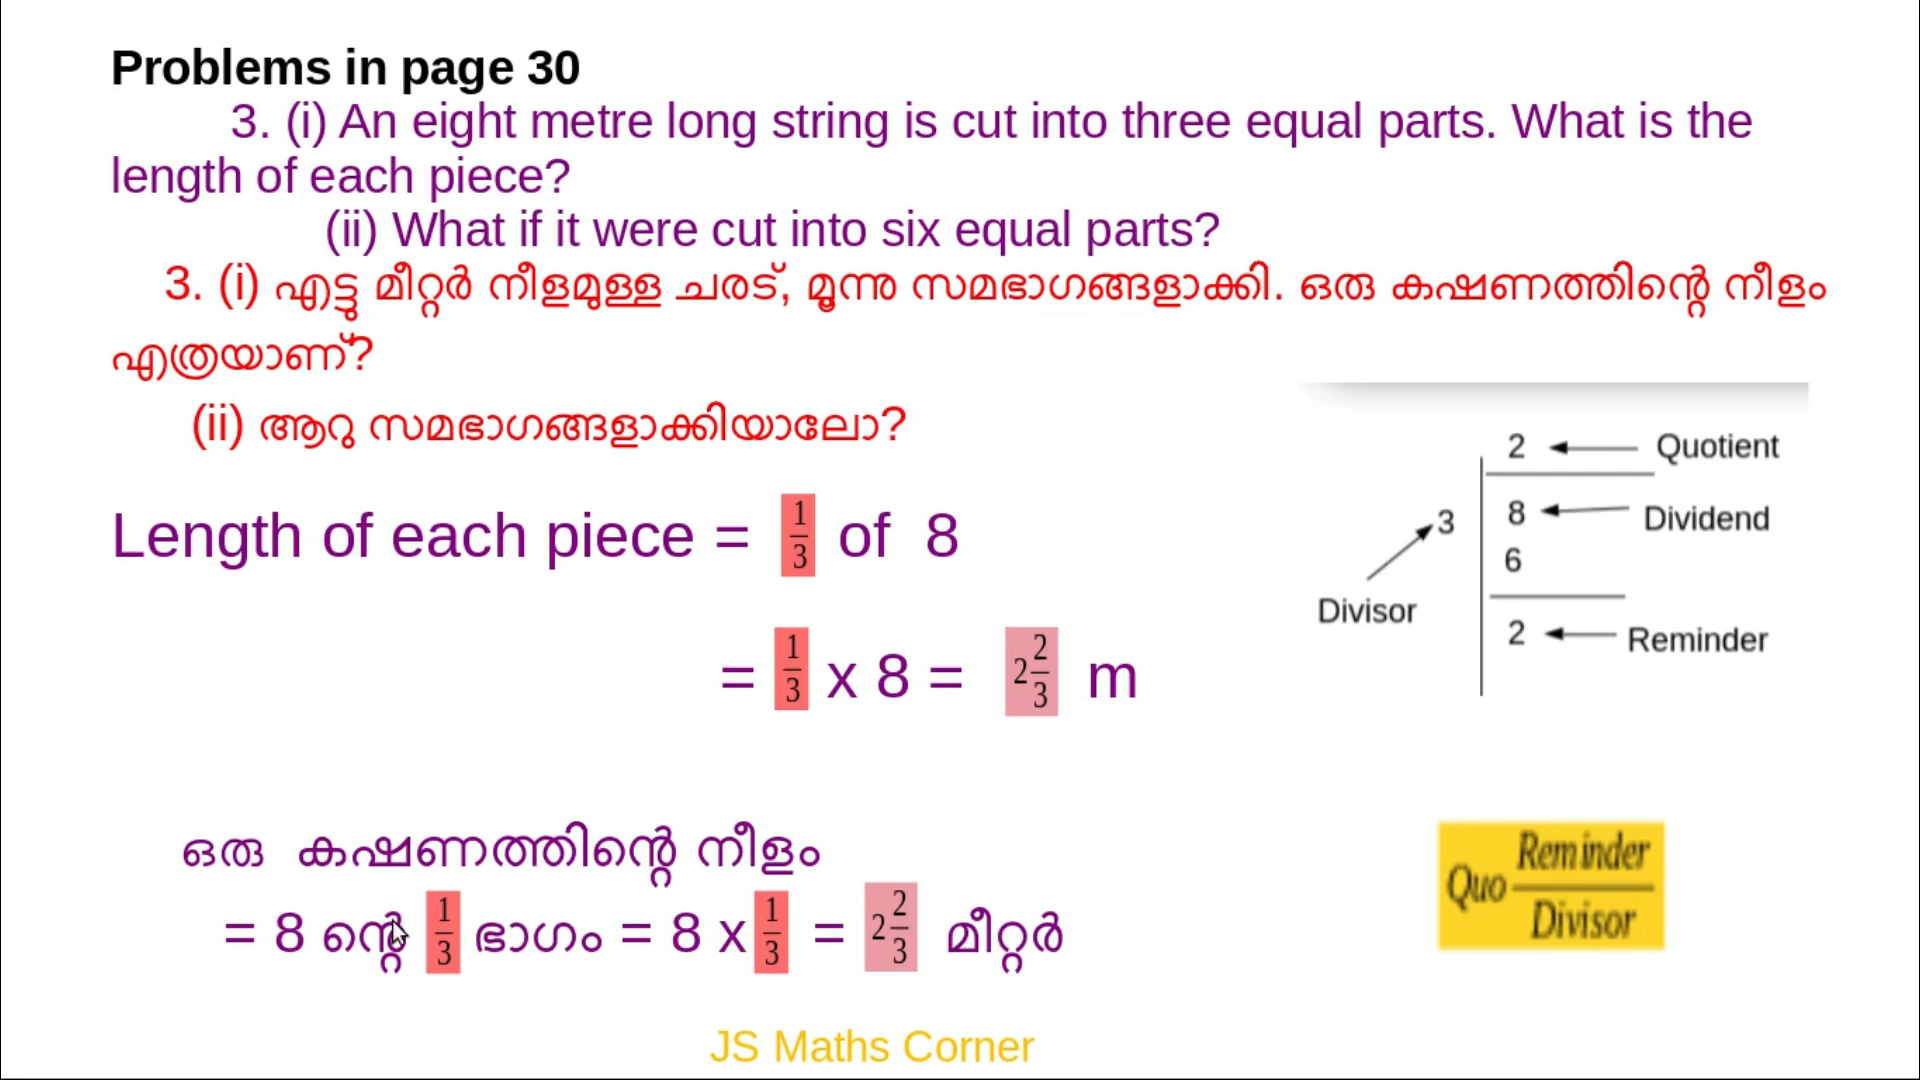 Problems in page 30
3. (i) An eight metre long string is cut into three equal parts. What is the
length of each piece?
(ii) What if it were cut into six equal parts?
3. (i) എട്ടു മീറ്റർ നീളമുള്ള ചരട്, മൂന്നു സമഭാഗങ്ങളാക്കി. ഒരു കഷണത്തിന്റെ നീളം
എത്രയാണ്?
(ii) ആറു സമഭാഗങ്ങളാക്കിയാലോ?
2 Quotient
3 8 Dividend
6
Divisor
2 Reminder
Length of each piece = 1/3 of 8
= 1/3 x 8 = 2 2/3 m
ഒരു കഷണത്തിന്റെ നീളം
= 8 ന്റെ 1/3 ഭാഗം = 8 x 1/3 = 2 2/3 മീറ്റർ
Quo Reminder/Divisor
JS Maths Corner